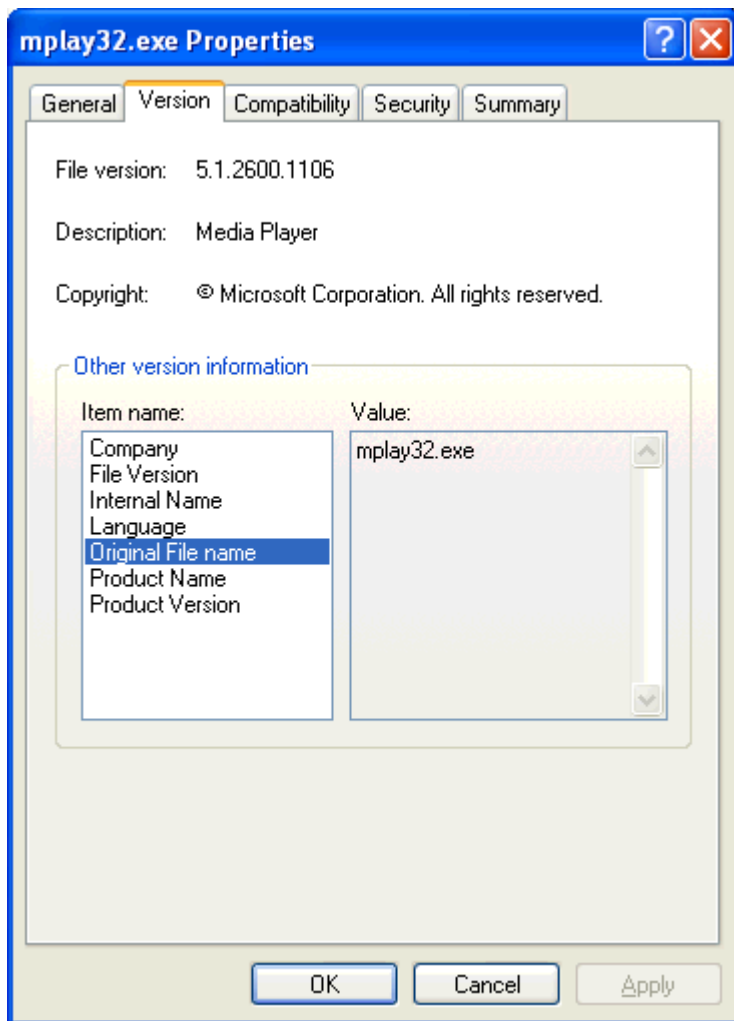 mplay32.exe Properties
General Version Compatibility Security Summary
File version: 5.1.2600.1106
Description: Media Player
Copyright: © Microsoft Corporation. All rights reserved.
Other version information
Item name: Value:
Company mplay32.exe
File Version
Internal Name
Language
Original File name
Product Name
Product Version
OK Cancel Apply